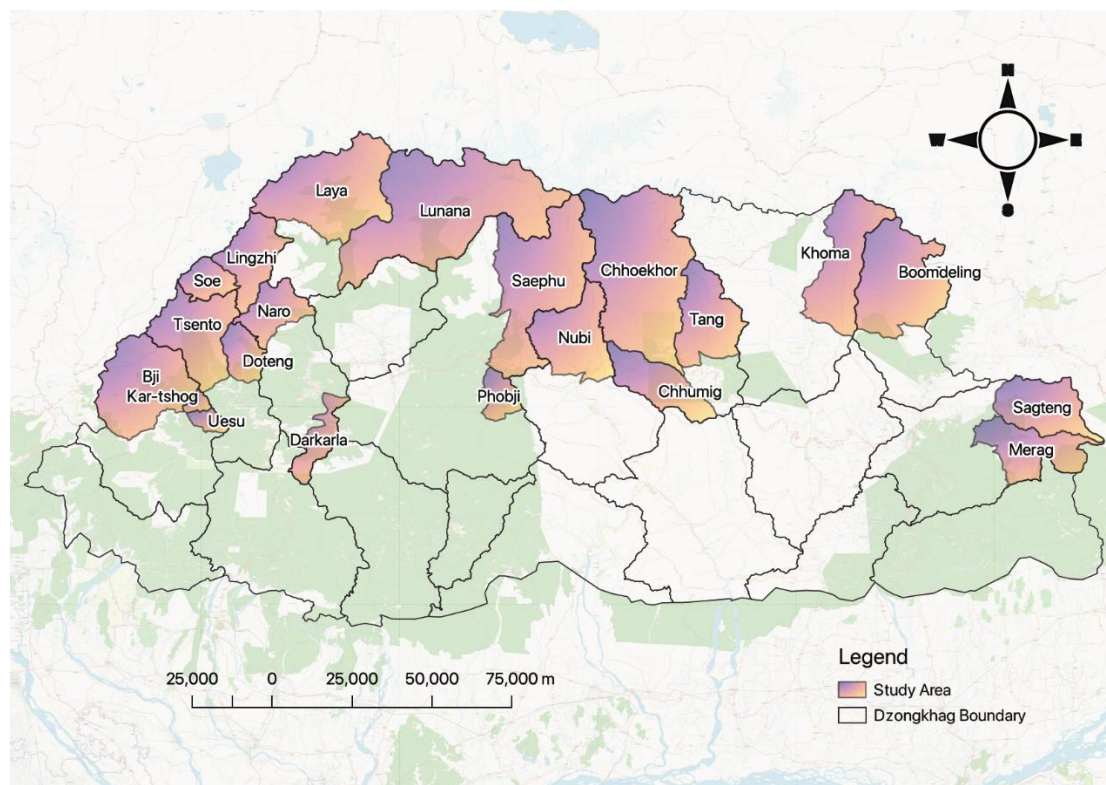 Laya
Lunana
Lingzhi
Soe
Saephu
Chhoekhor
Khoma
Boomdeling
Naro
Tsento
Nubi
Tang
Doteng
Bji
Kar-tshog
Phobji
Chhumig
Uesu
Darkarla
Sagteng
Merag
W
25,000 0 25,000 50,000 75,000 m
Legend
Study Area
Dzongkhag Boundary